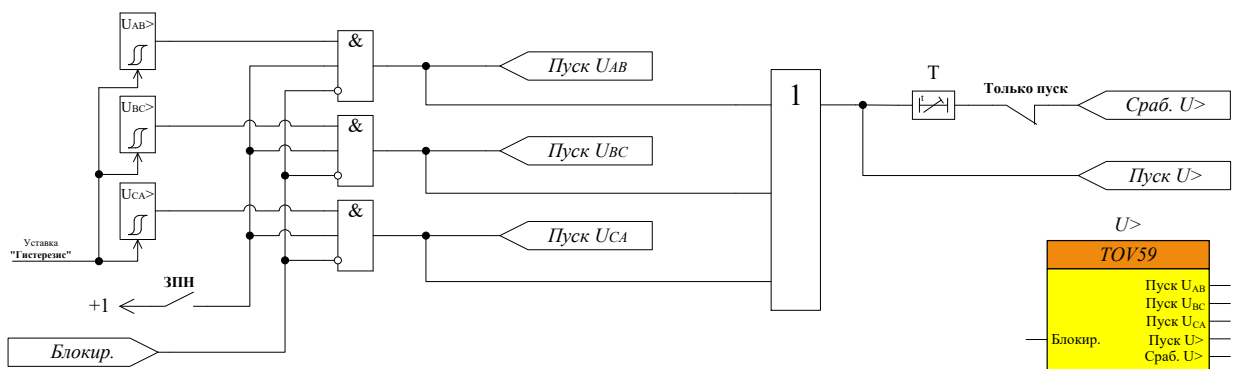 UAB>
&
Пуск UAB
T
Только пуск
1
Сраб. U>
UBC>
&
Пуск UBC
Пуск U>
UCA>
&
Пуск UCA
U>
Уставка
"Гистерезис"
TOV59
ЗПН
+1
Пуск UAB
Пуск UBC
Пуск UCA
Блокир.
Блокир.
Пуск U>
Сраб. U>